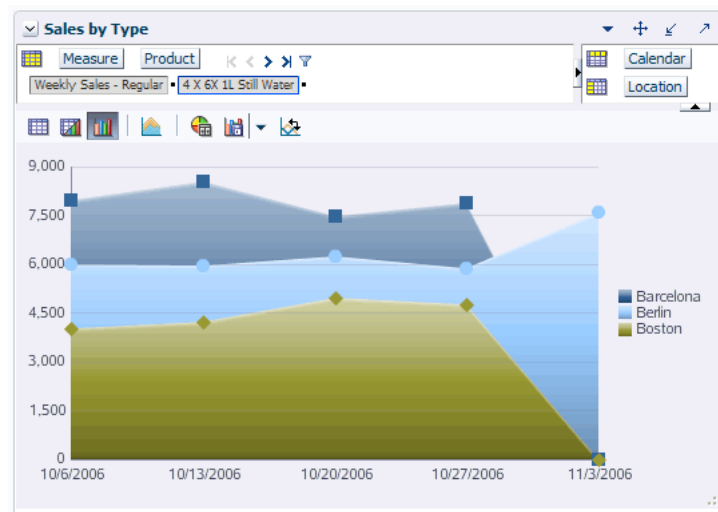 Sales by Type
Measure Product
Weekly Sales - Regular 4 X 6X 1L Still Water
Calendar
Location
9,000
7,500
6,000
4,500
3,000
1,500
0
10/6/2006 10/13/2006 10/20/2006 10/27/2006 11/3/2006
Barcelona
Berlin
Boston